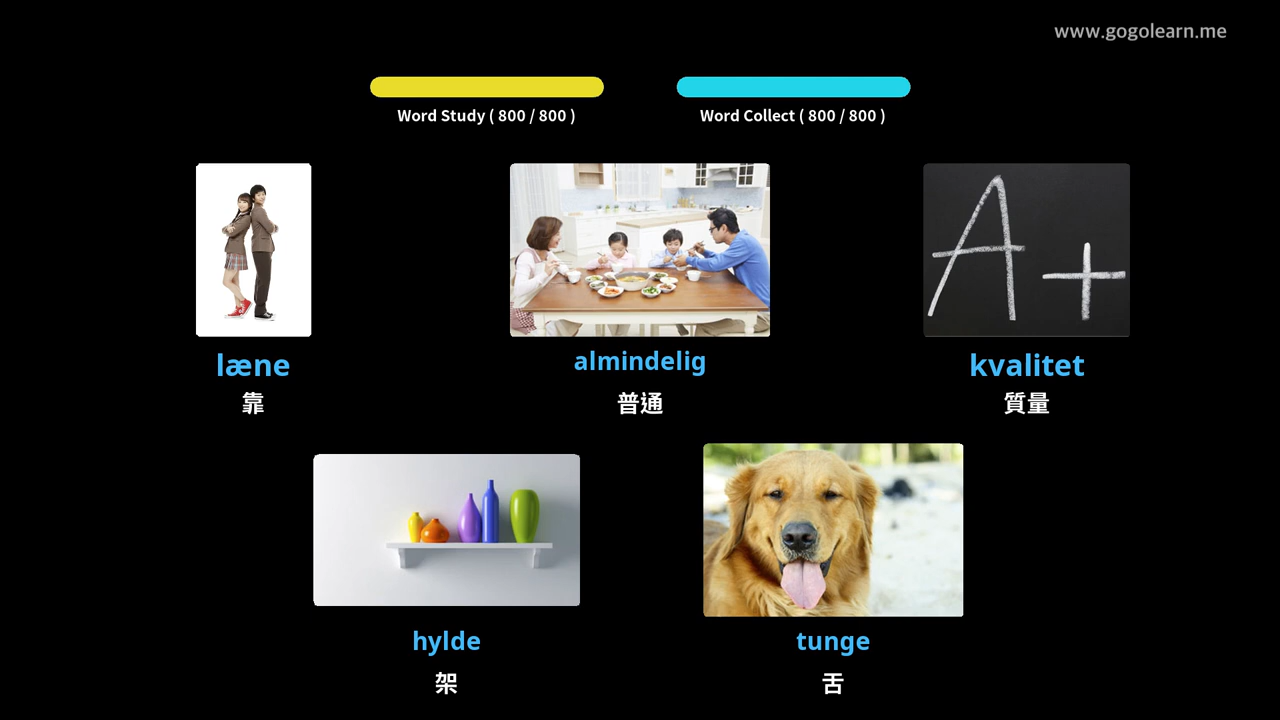 www.gogolearn.me
Word Study ( 800 / 800 )
Word Collect ( 800 / 800 )
A+
læne
almindelig
kvalitet
靠
普通
質量
hylde
tunge
架
舌